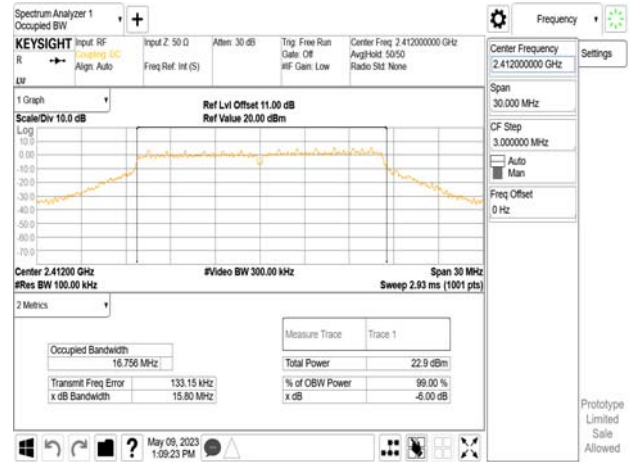 Spectrum Analyzer 1
Occupied BW
Frequency
KEYSIGHT
R
LU
Input: RF
Coupling: DC
Align: Auto
Input Z: 50 Ω
Freq Ref: Int (S)
Atten: 30 dB
Trig: Free Run
Gate: Off
#IF Gain: Low
Center Freq: 2.412000000 GHz
Avg|Hold: 50/50
Radio Std: None
1 Graph
Scale/Div 10.0 dB
Ref Lvl Offset 11.00 dB
Ref Value 20.00 dBm
Log
10.0
0.00
-10.0
-20.0
-30.0
-40.0
-50.0
-60.0
-70.0
Center 2.41200 GHz
#Res BW 100.00 kHz
#Video BW 300.00 kHz
Span 30 MHz
Sweep 2.93 ms (1001 pts)
2 Metrics
Occupied Bandwidth
16.756 MHz
Transmit Freq Error 133.15 kHz
x dB Bandwidth 15.80 MHz
Measure Trace Trace 1
Total Power 22.9 dBm
% of OBW Power 99.00 %
x dB -6.00 dB
May 09, 2023
1:09:23 PM
Center Frequency
2.412000000 GHz
Span
30.000 MHz
CF Step
3.000000 MHz
Auto
Man
Freq Offset
0 Hz
Settings
Prototype
Limited
Sale
Allowed